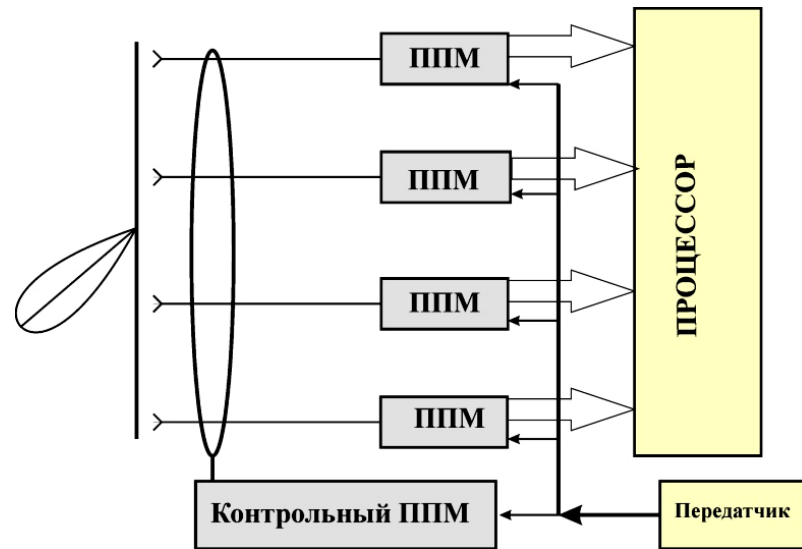 ППМ
ППМ
ППМ
ППМ
ПРОЦЕССОР
Контрольный ППМ
Передатчик